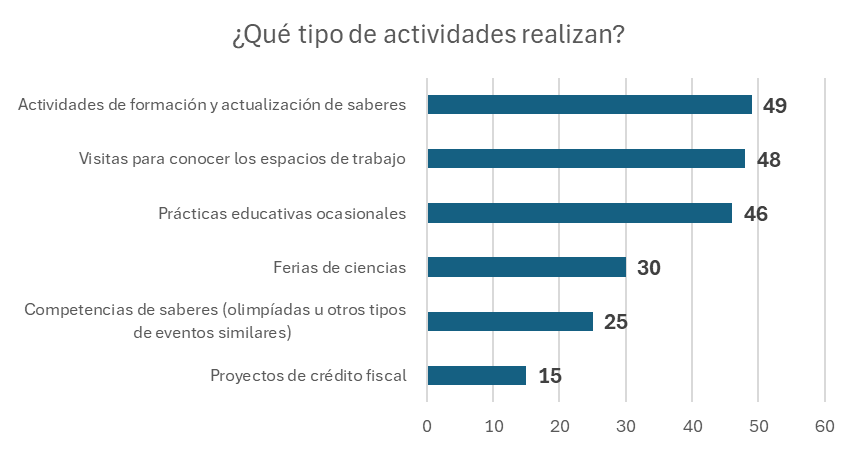 ¿Qué tipo de actividades realizan?
Actividades de formación y actualización de saberes
49
Visitas para conocer los espacios de trabajo
48
Prácticas educativas ocasionales
46
Ferias de ciencias
30
Competencias de saberes (olimpíadas u otros tipos
de eventos similares)
25
Proyectos de crédito fiscal
15
0 10 20 30 40 50 60